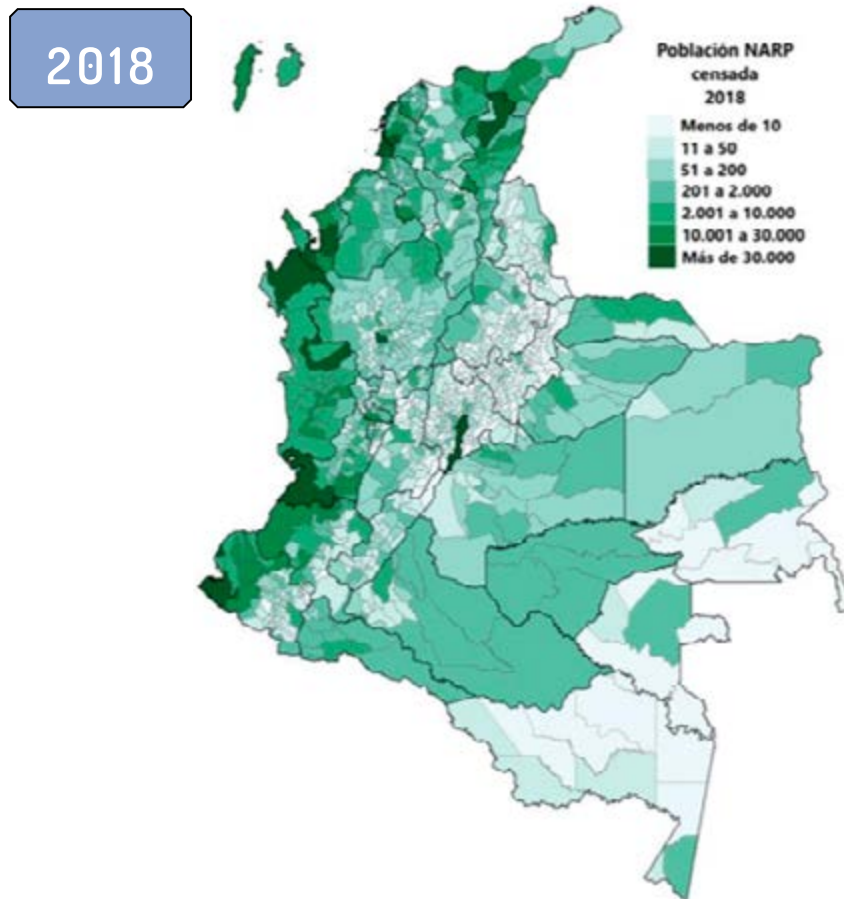 2018
Población NARP
censada
2018
Menos de 10
11 a 50
51 a 200
201 a 2.000
2.001 a 10.000
10.001 a 30.000
Más de 30.000